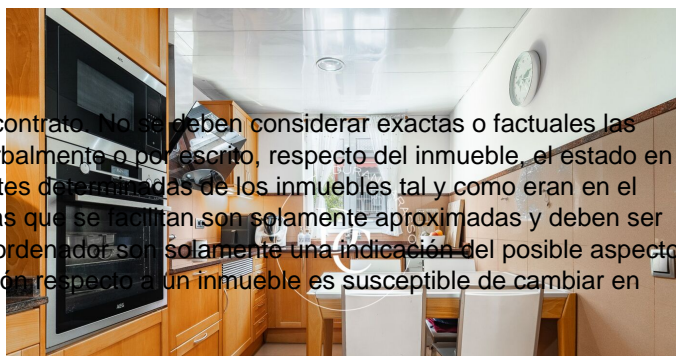 contrato. No se deben considerar exactas o factuales las
rbalmente o por escrito, respecto del inmueble, el estado en
tes determinadas de los inmuebles tal y como eran en el
as que se facilitan son solamente aproximadas y deben ser
ordenador son solamente una indicación del posible aspecto
ón respecto a un inmueble es susceptible de cambiar en
AEG